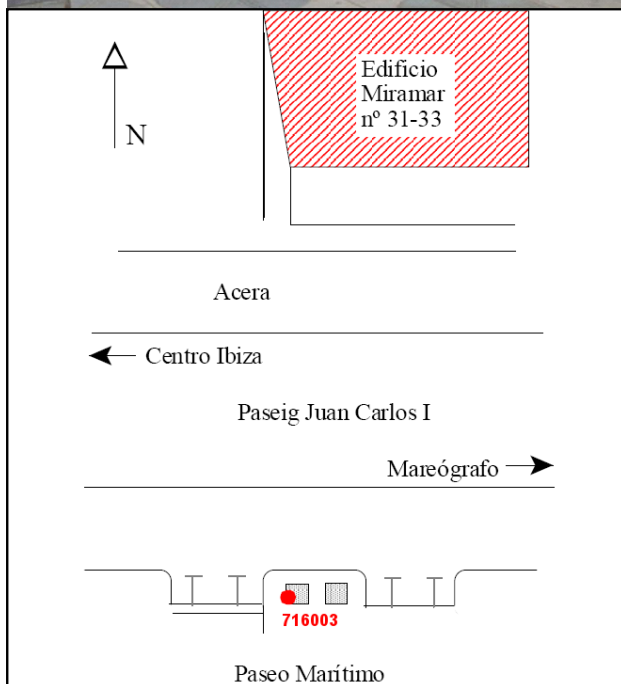 Edificio
Miramar
nº 31-33
N
Acera
Centro Ibiza
Paseig Juan Carlos I
Mareógrafo
716003
Paseo Marítimo